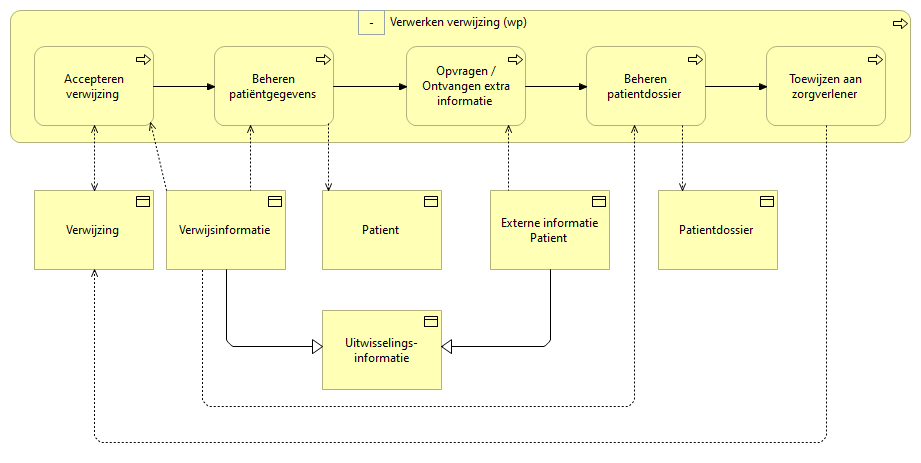 - Verwerken verwijzing (wp)
Accepteren
verwijzing
Beheren
patiëntgegevens
Opvragen /
Ontvangen extra
informatie
Beheren
patientdossier
Toewijzen aan
zorgverlener
Verwijzing
Verwijsinformatie
Patient
Externe informatie
Patient
Patientdossier
Uitwisselings-
informatie